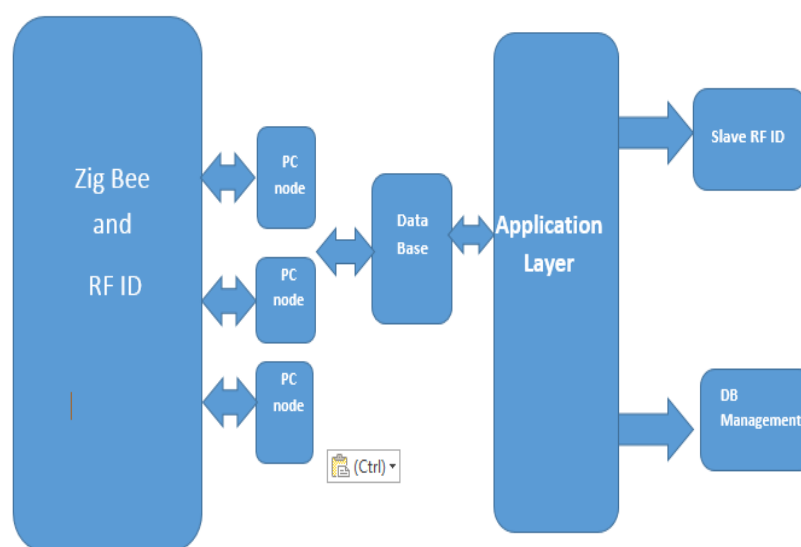 Zig Bee
and
RF ID
PC
node
PC
node
PC
node
Data
Base
Application
Layer
Slave RF ID
DB
Management
(Ctrl)